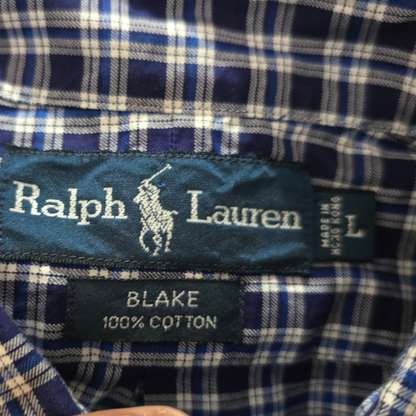 Ralph Lauren
MADE IN
HONG KONG
L
BLAKE
100% COTTON